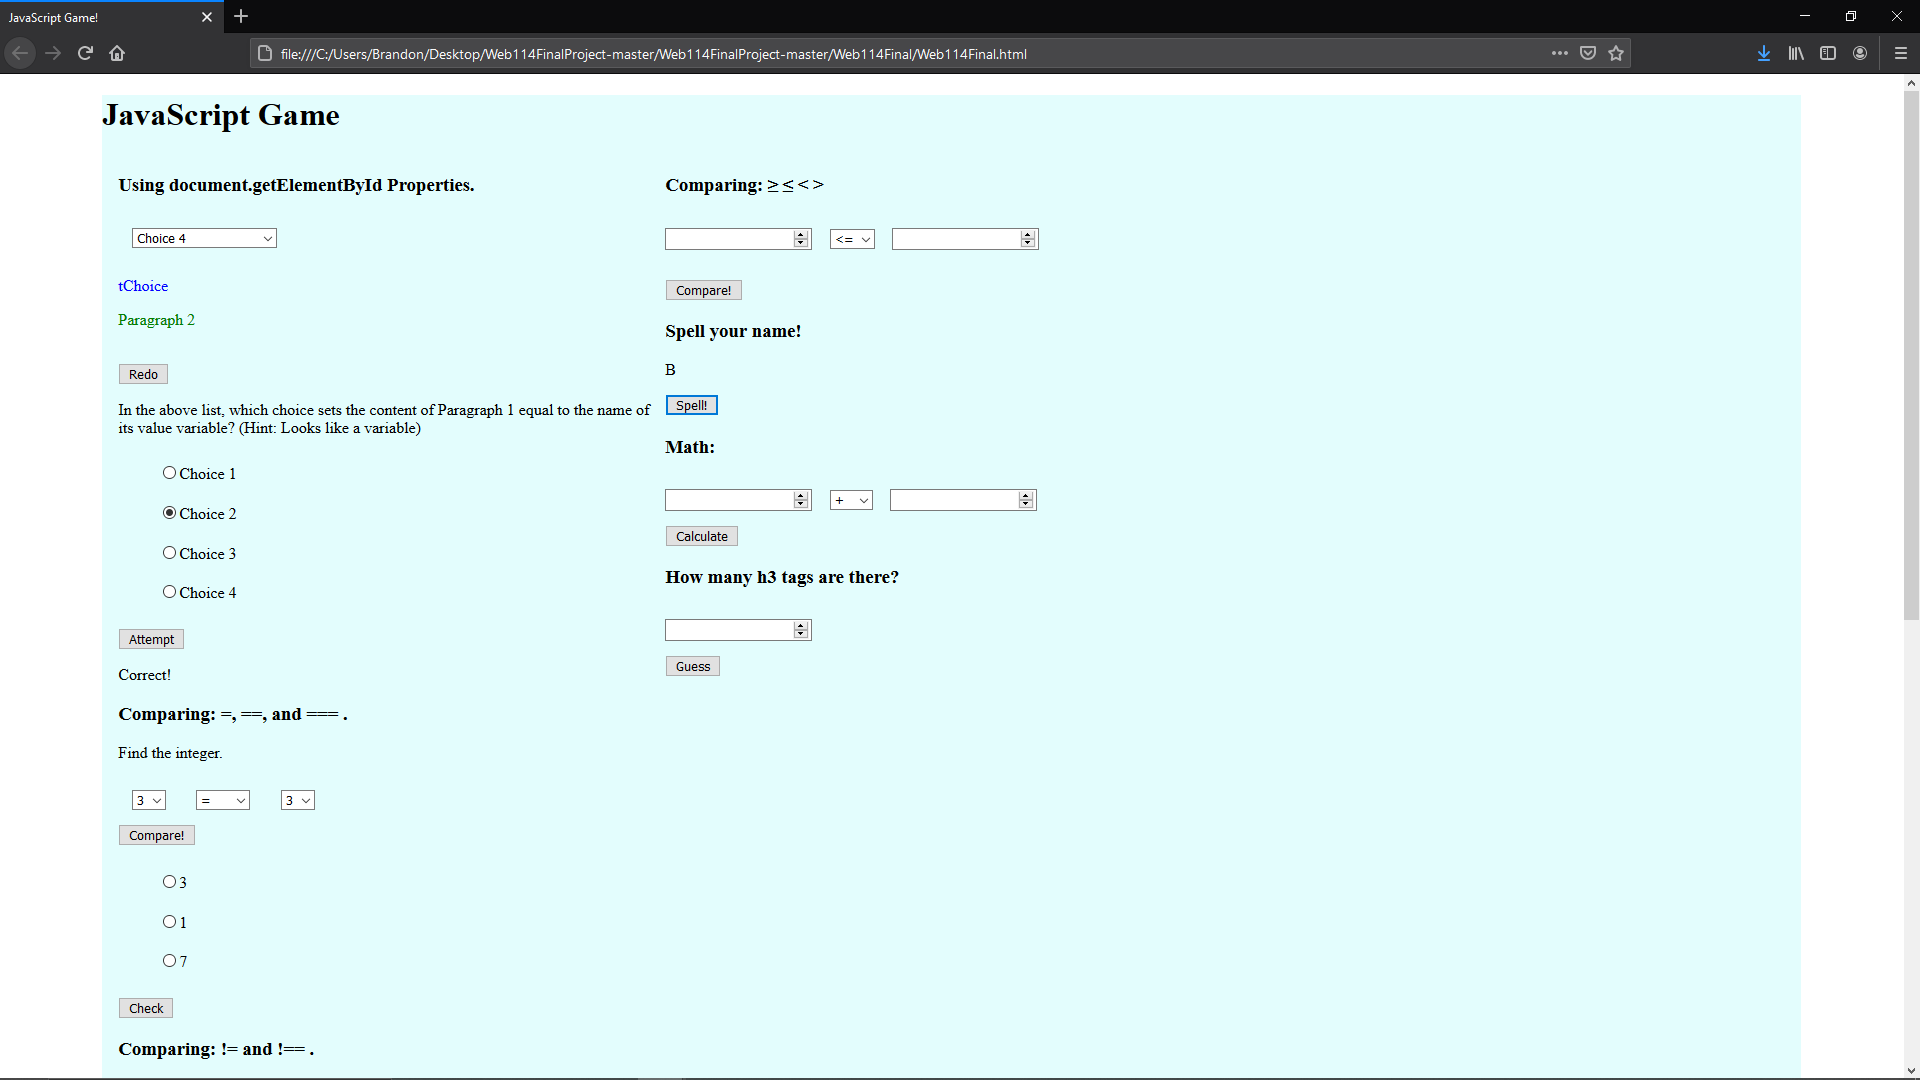 JavaScript Game!
file:///C:/Users/Brandon/Desktop/Web114FinalProject-master/Web114FinalProject-master/Web114Final/Web114Final.html
JavaScript Game
Using document.getElementById Properties.
Choice 4
tChoice
Paragraph 2
Redo
In the above list, which choice sets the content of Paragraph 1 equal to the name of
its value variable? (Hint: Looks like a variable)
Choice 1
Choice 2
Choice 3
Choice 4
Attempt
Correct!
Comparing: =, ==, and === .
Find the integer.
3 = 3
Compare!
3
1
7
Check
Comparing: != and !== .
Comparing: ≥ ≤ < >
<=
Compare!
Spell your name!
B
Spell!
Math:
+
Calculate
How many h3 tags are there?
Guess